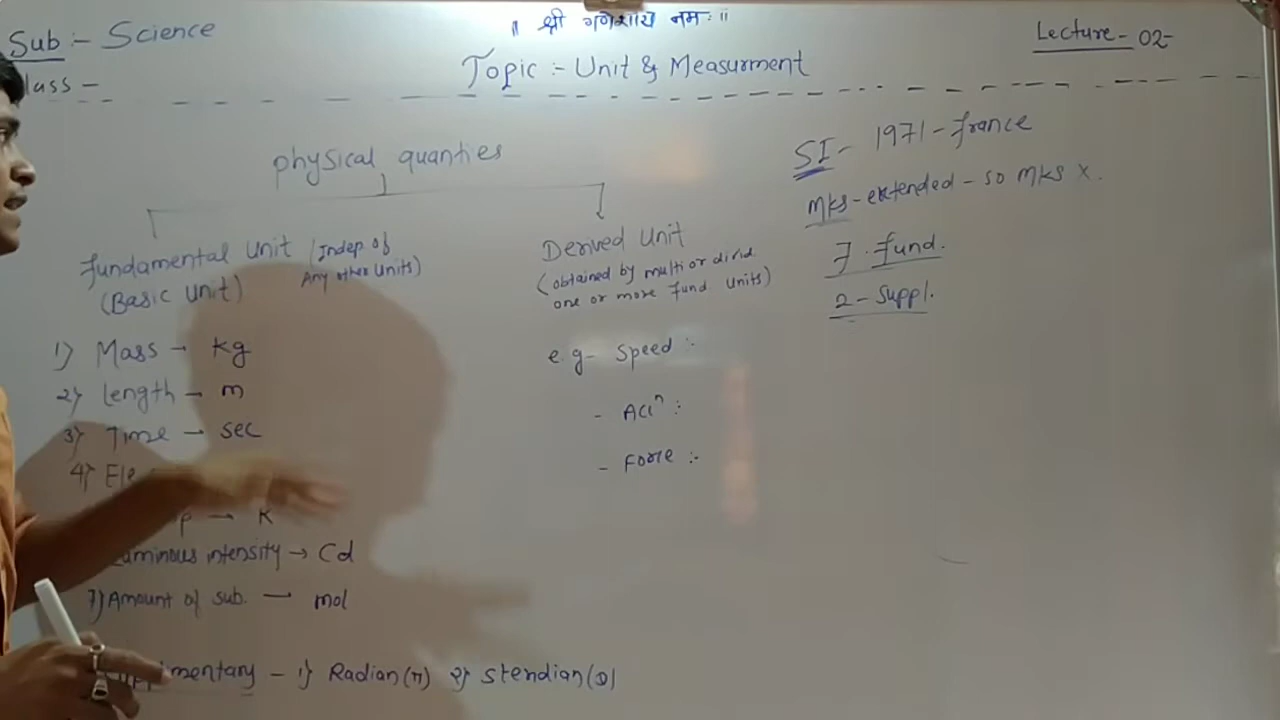 ॥ श्री गणेशाय नमः ॥
Sub :- Science
Lecture - 02-
Topic :- Unit & Measurment
lass -
physical quanties
Fundamental Unit (Indep of Any other Units)
(Basic Unit)
1) Mass → kg
2) Length → m
3) Time → sec
4) Ele
p → K
Luminous intensity → Cd
7) Amount of sub. — mol
imentary - 1) Radian(π) 2) Sterdian(Ω)
Derived Unit
(obtained by multi or divid
one or more Fund Units)
e.g- Speed :-
- Accⁿ :
- Force :-
SI - 1971 - France
MKS - extended - so MKS x.
7. Fund.
2 - Suppl.